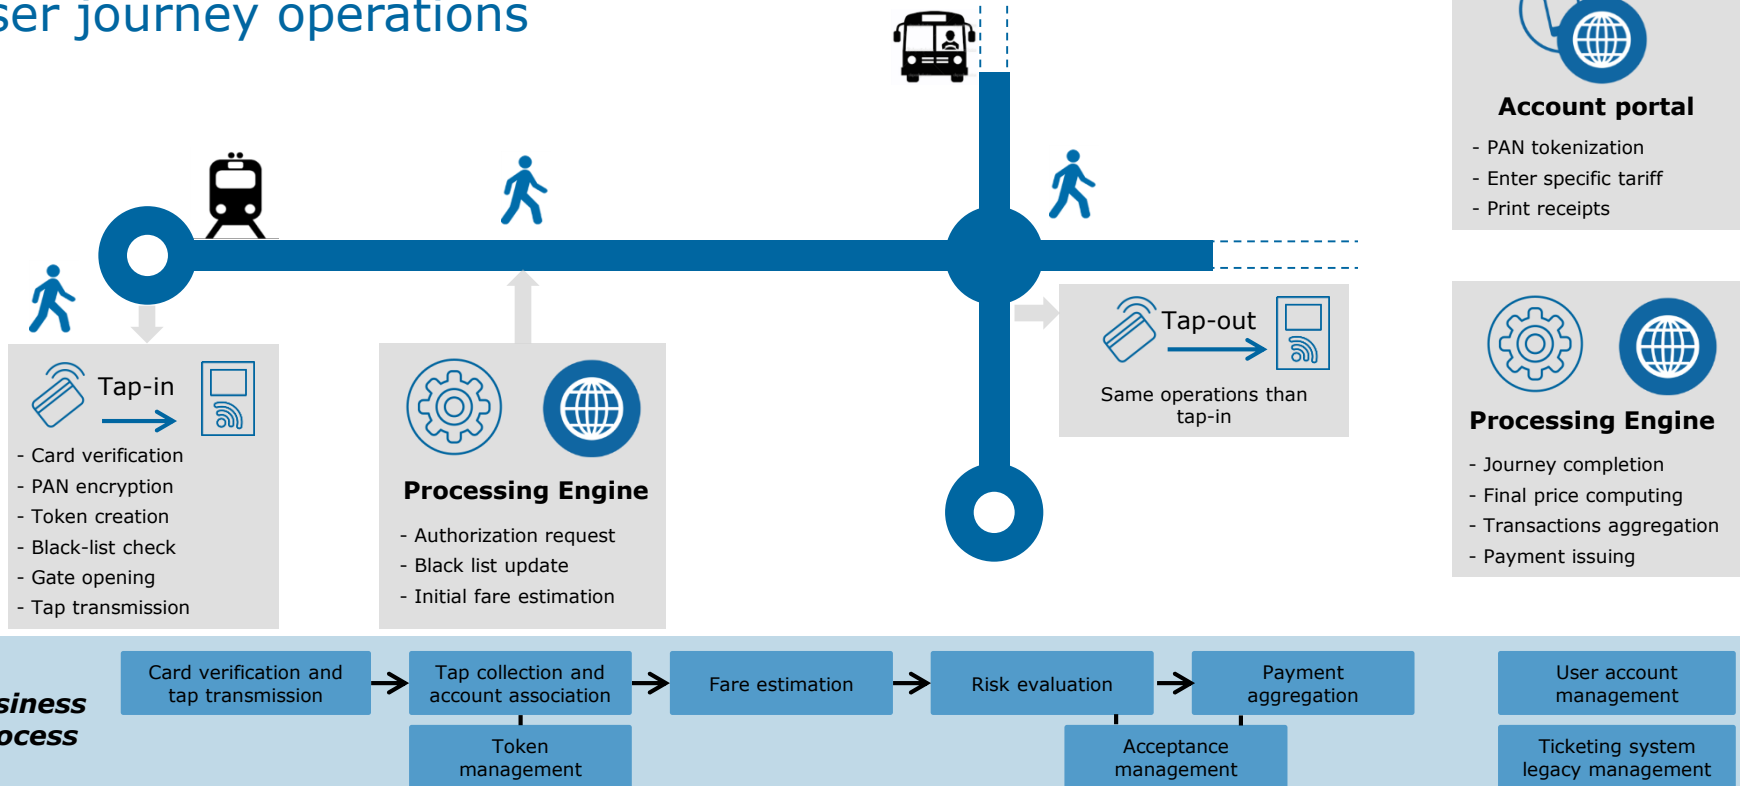 ser journey operations
Account portal
- PAN tokenization
- Enter specific tariff
- Print receipts
Tap-in
- Card verification
- PAN encryption
- Token creation
- Black-list check
- Gate opening
- Tap transmission
Processing Engine
- Authorization request
- Black list update
- Initial fare estimation
Tap-out
Same operations than
tap-in
Processing Engine
- Journey completion
- Final price computing
- Transactions aggregation
- Payment issuing
siness
ocess
Card verification and
tap transmission
Tap collection and
account association
Fare estimation
Risk evaluation
Payment
aggregation
User account
management
Token
management
Acceptance
management
Ticketing system
legacy management